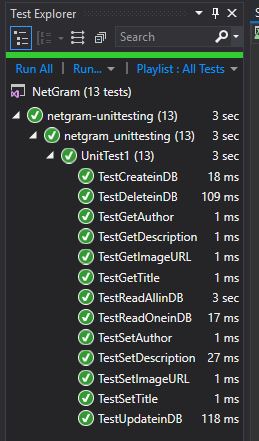 Test Explorer
Search
Run All | Run... | Playlist : All Tests
NetGram (13 tests)
netgram-unittesting (13) 3 sec
netgram_unittesting (13) 3 sec
UnitTest1 (13) 3 sec
TestCreateinDB 18 ms
TestDeleteinDB 109 ms
TestGetAuthor 1 ms
TestGetDescription 1 ms
TestGetImageURL 1 ms
TestGetTitle 1 ms
TestReadAllinDB 3 sec
TestReadOneinDB 17 ms
TestSetAuthor 1 ms
TestSetDescription 27 ms
TestSetImageURL 1 ms
TestSetTitle 1 ms
TestUpdateinDB 118 ms